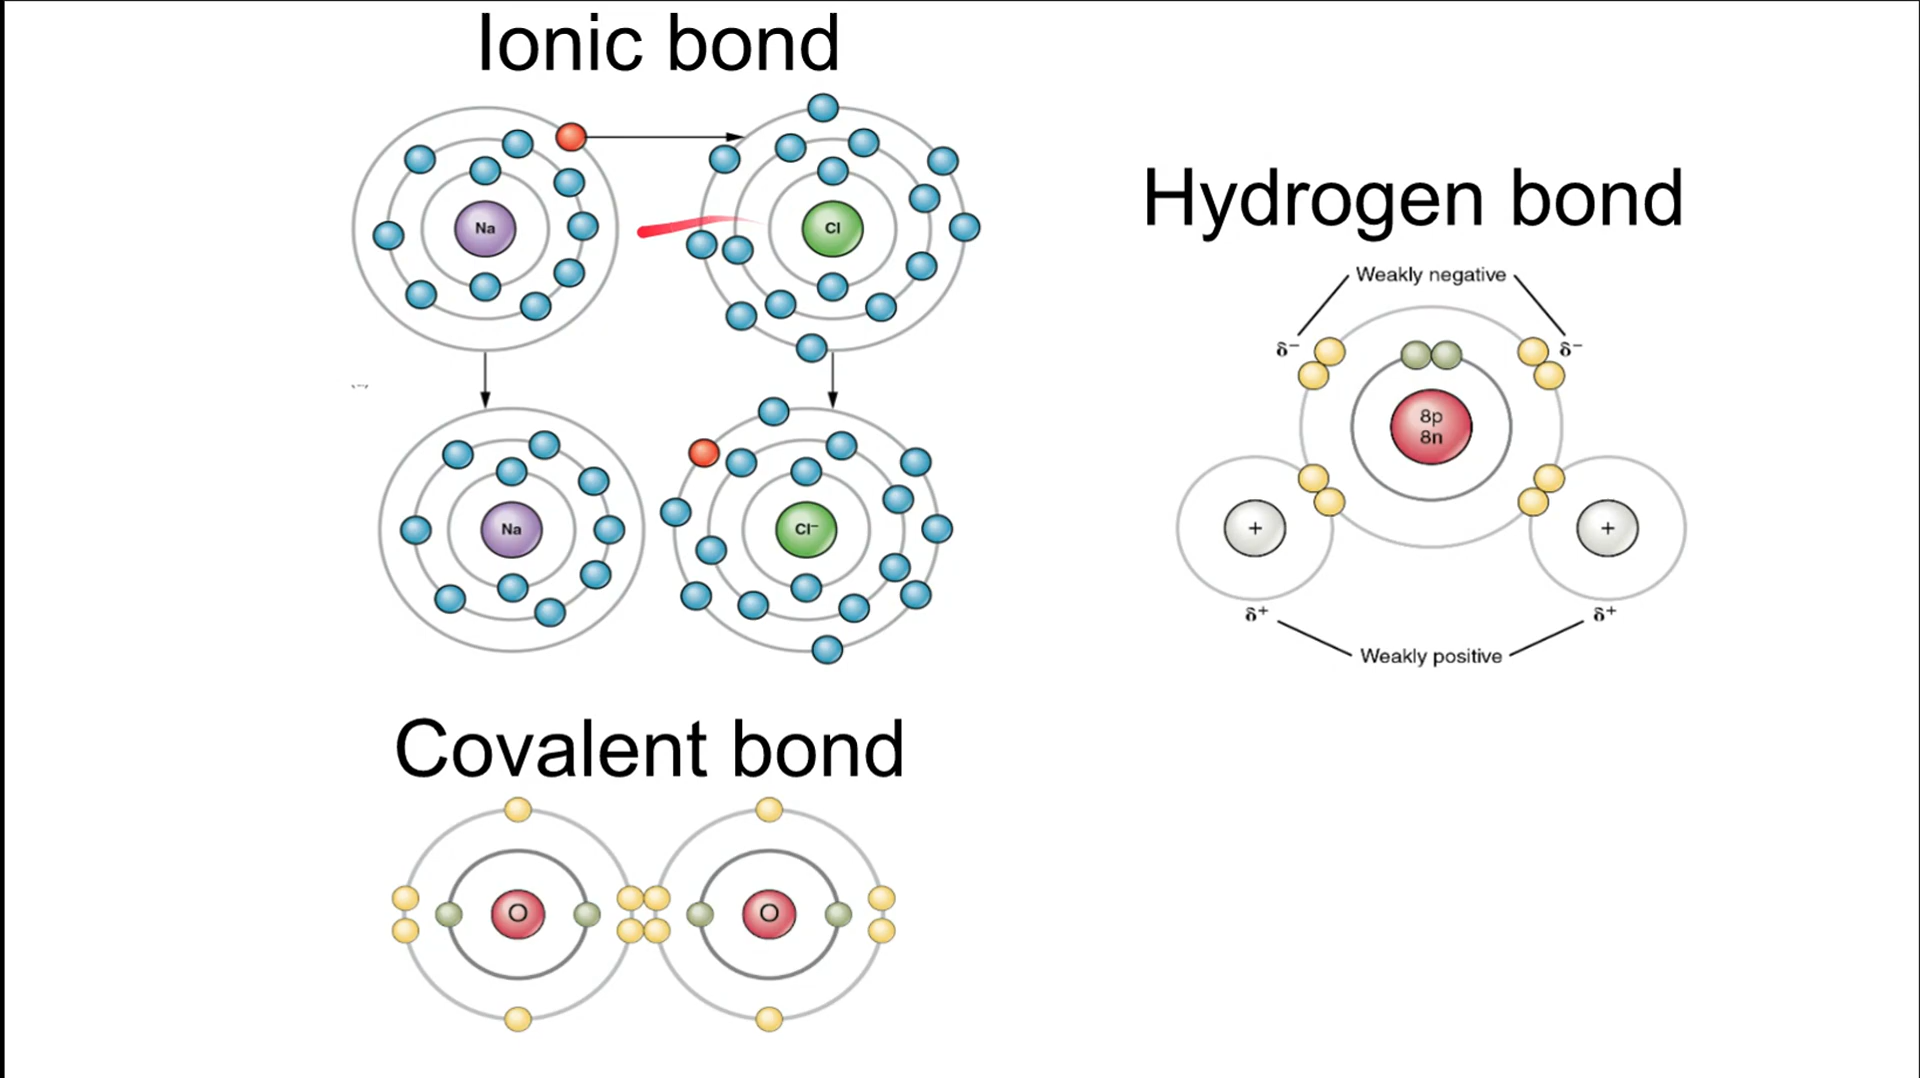 Ionic bond
Na
Cl
Na
Cl⁻
Covalent bond
O
O
Hydrogen bond
Weakly negative
δ⁻
δ⁻
8p
8n
+
+
δ⁺
δ⁺
Weakly positive